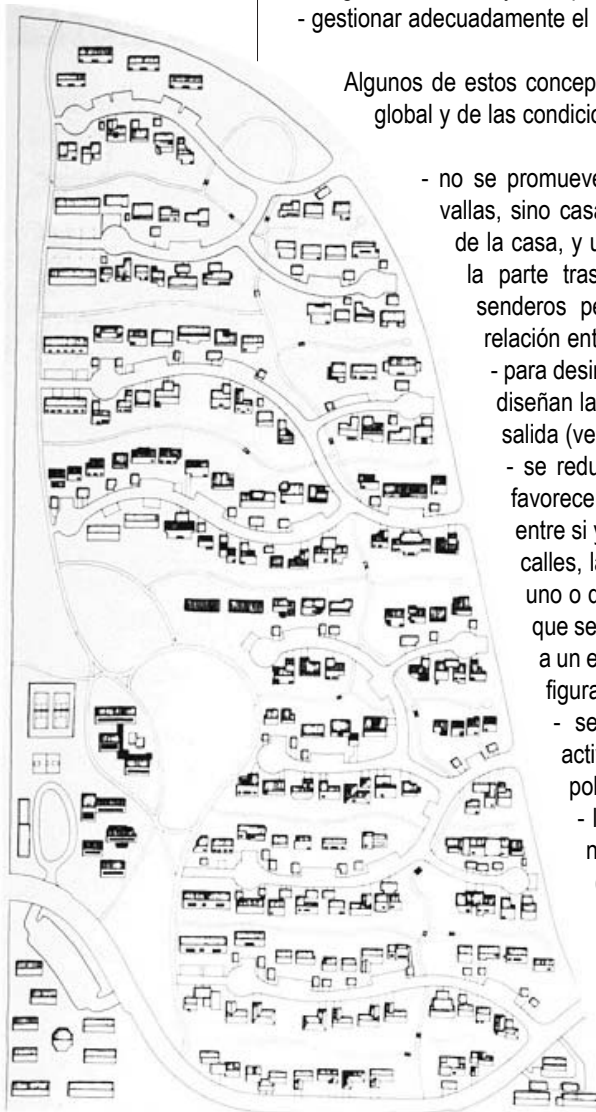 - gestionar adecuadamente el
Algunos de estos concep
global y de las condicio
- no se promueve
vallas, sino casa
de la casa, y u
la parte tras
senderos pe
relación ent
- para desin
diseñan la
salida (ve
- se redu
favorece
entre si y
calles, la
uno o d
que se
a un e
figura
- se
activ
pol
- l
n